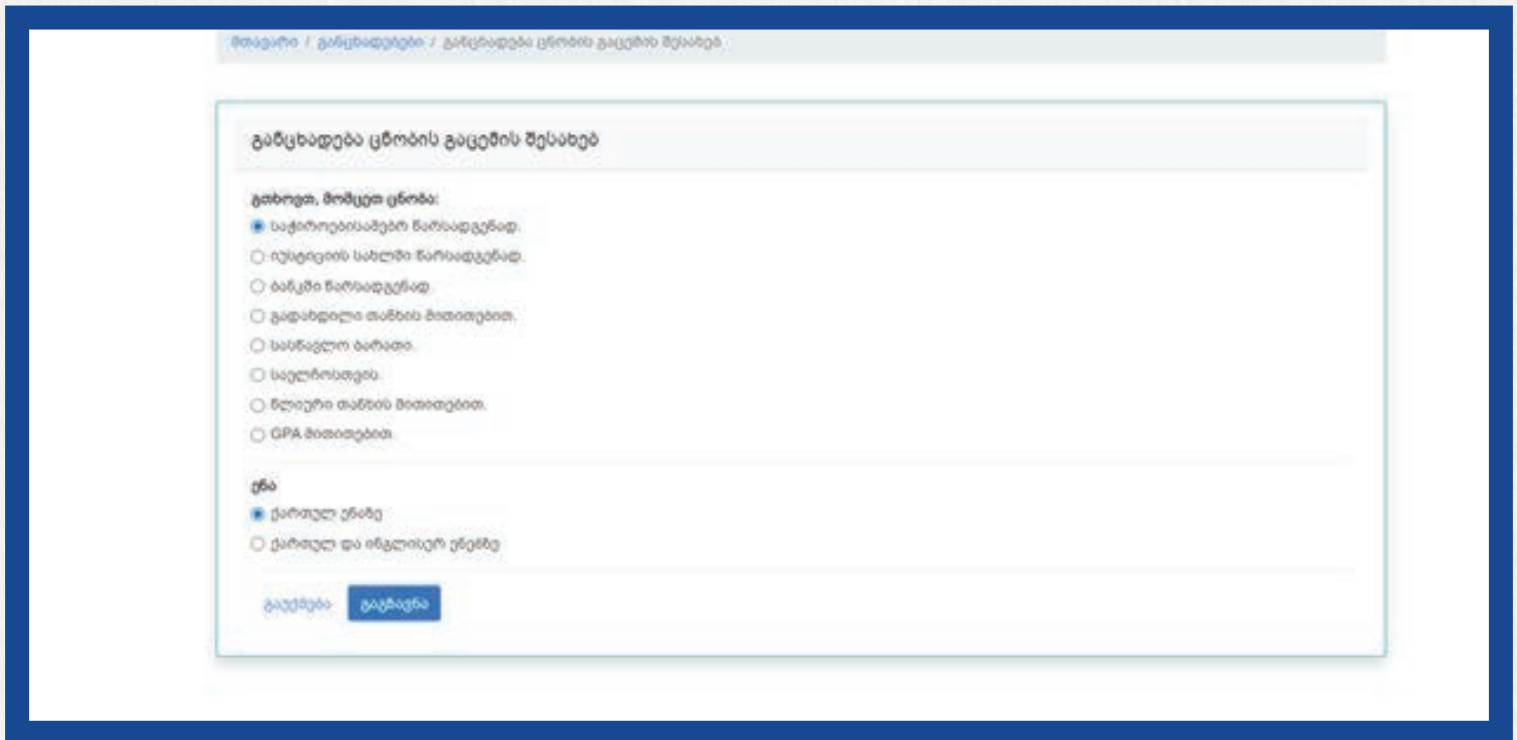 მთავარი / განცხადებები / განცხადება ცნობის გაცემის შესახებ
განცხადება ცნობის გაცემის შესახებ
გთხოვთ, მომცეთ ცნობა:
საჭიროებისამებრ წარსადგენად.
იუსტიციის სახლში წარსადგენად.
ბანკში წარსადგენად.
გადახდილი თანხის მითითებით.
სასწავლო ბარათი.
საელჩოსთვის.
წლიური თანხის მითითებით.
GPA მითითებით.
ენა
ქართულ ენაზე
ქართულ და ინგლისურ ენებზე
გაუქმება გაგზავნა